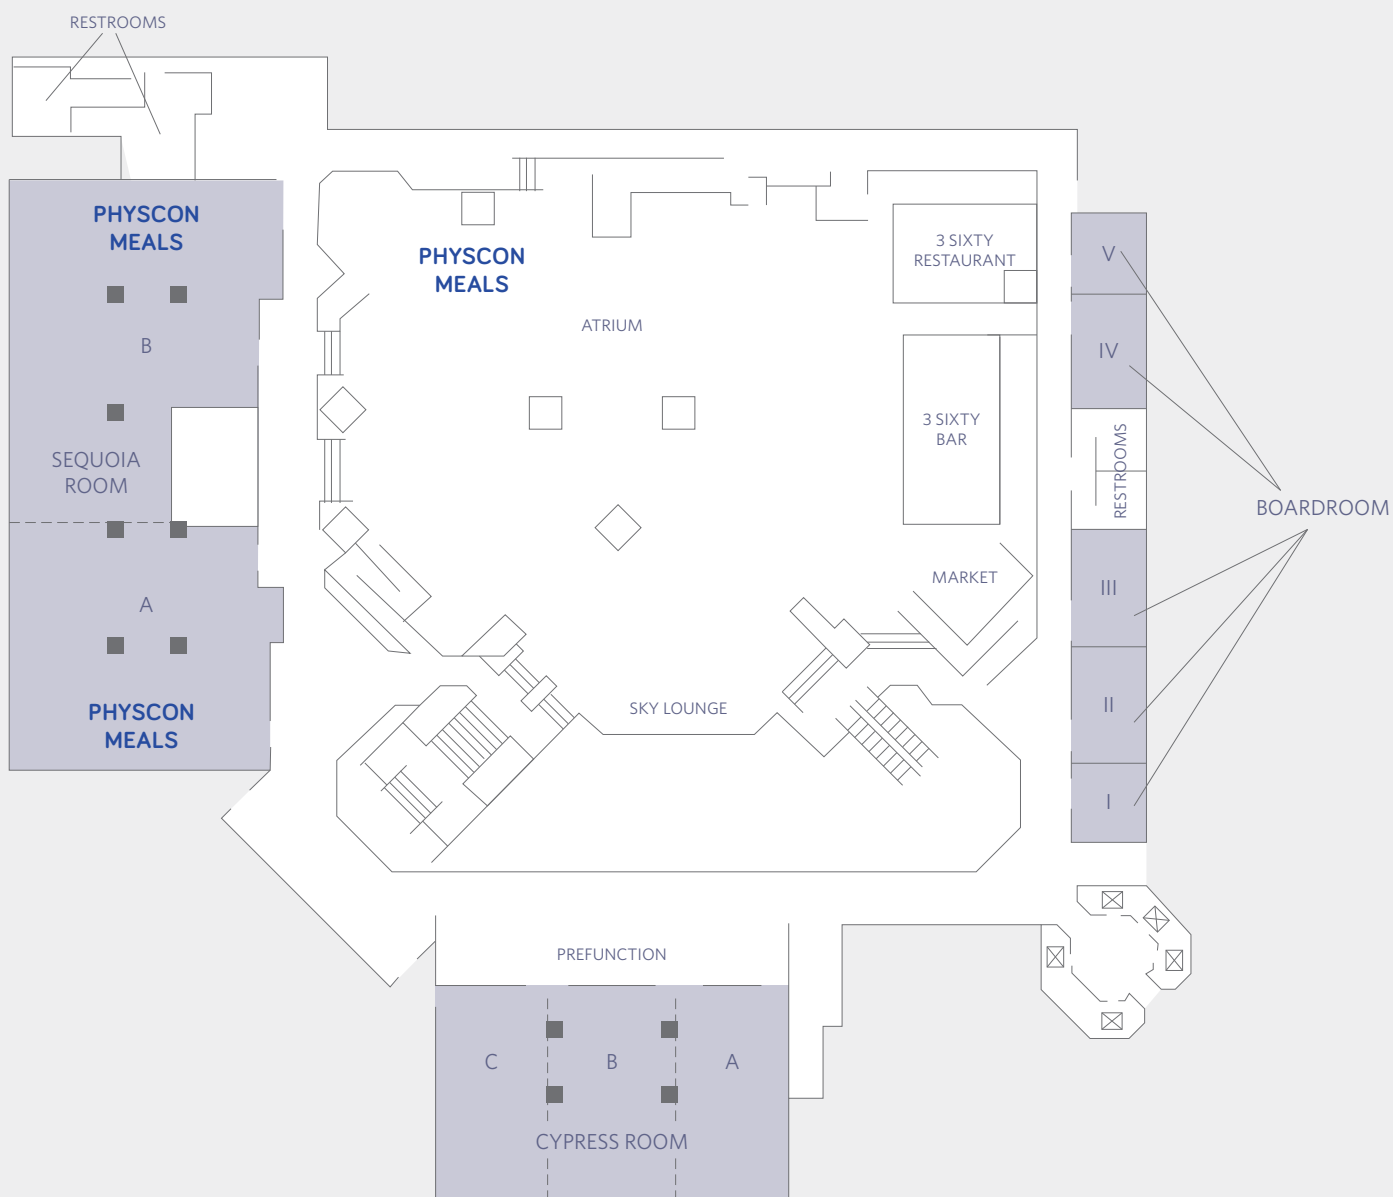 RESTROOMS
PHYSCON
MEALS
B
SEQUOIA
ROOM
A
PHYSCON
MEALS
PHYSCON
MEALS
ATRIUM
3 SIXTY
RESTAURANT
3 SIXTY
BAR
MARKET
SKY LOUNGE
V
IV
RESTROOMS
BOARDROOM
III
II
I
PREFUNCTION
C
B
A
CYPRESS ROOM